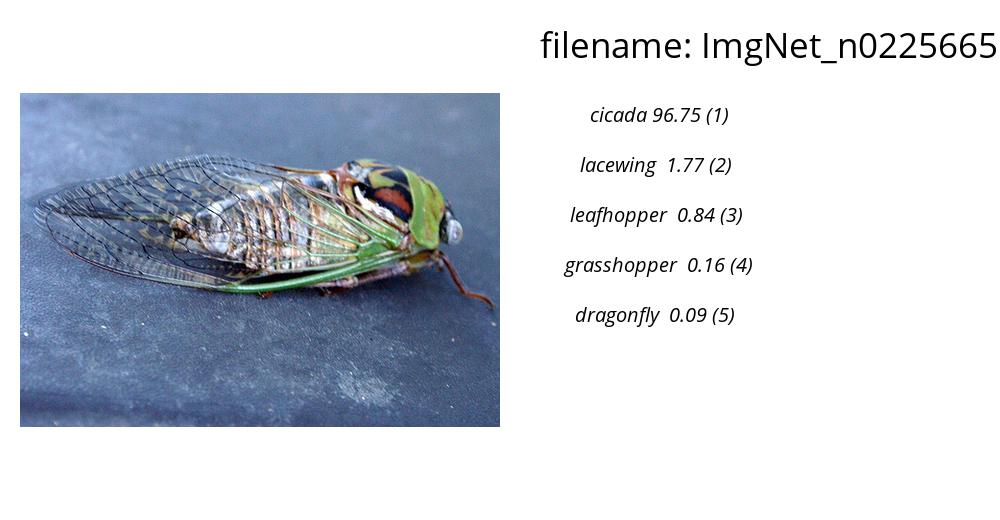 filename: ImgNet_n0225665
cicada 96.75 (1)
lacewing 1.77 (2)
leafhopper 0.84 (3)
grasshopper 0.16 (4)
dragonfly 0.09 (5)